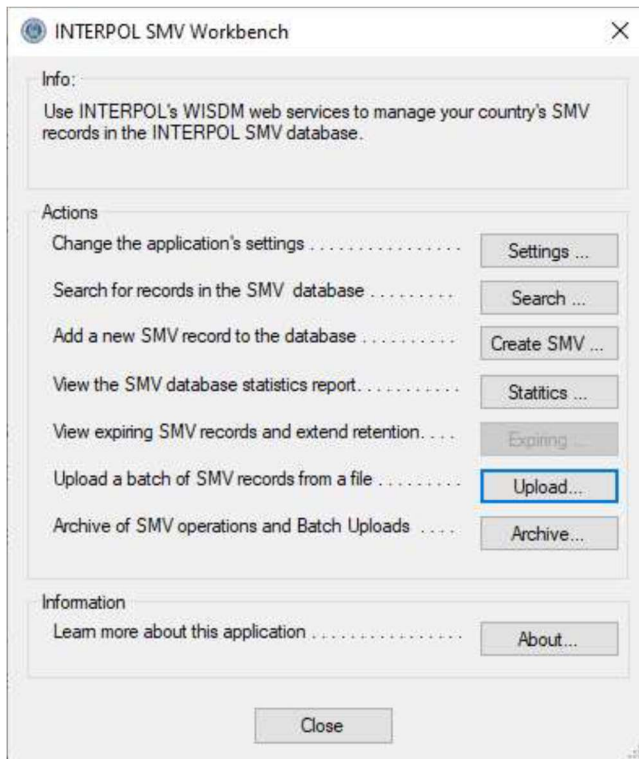 INTERPOL SMV Workbench
Info:
Use INTERPOL's WISDM web services to manage your country's SMV
records in the INTERPOL SMV database.
Actions
Change the application's settings . . . . . . . . . . . . . . . . Settings ...
Search for records in the SMV database . . . . . . . . . Search ...
Add a new SMV record to the database . . . . . . . . . . Create SMV ...
View the SMV database statistics report. . . . . . . . . . . Statitics ...
View expiring SMV records and extend retention. . . . Expiring ...
Upload a batch of SMV records from a file . . . . . . . . . Upload...
Archive of SMV operations and Batch Uploads . . . . Archive...
Information
Learn more about this application . . . . . . . . . . . . . . . . About...
Close